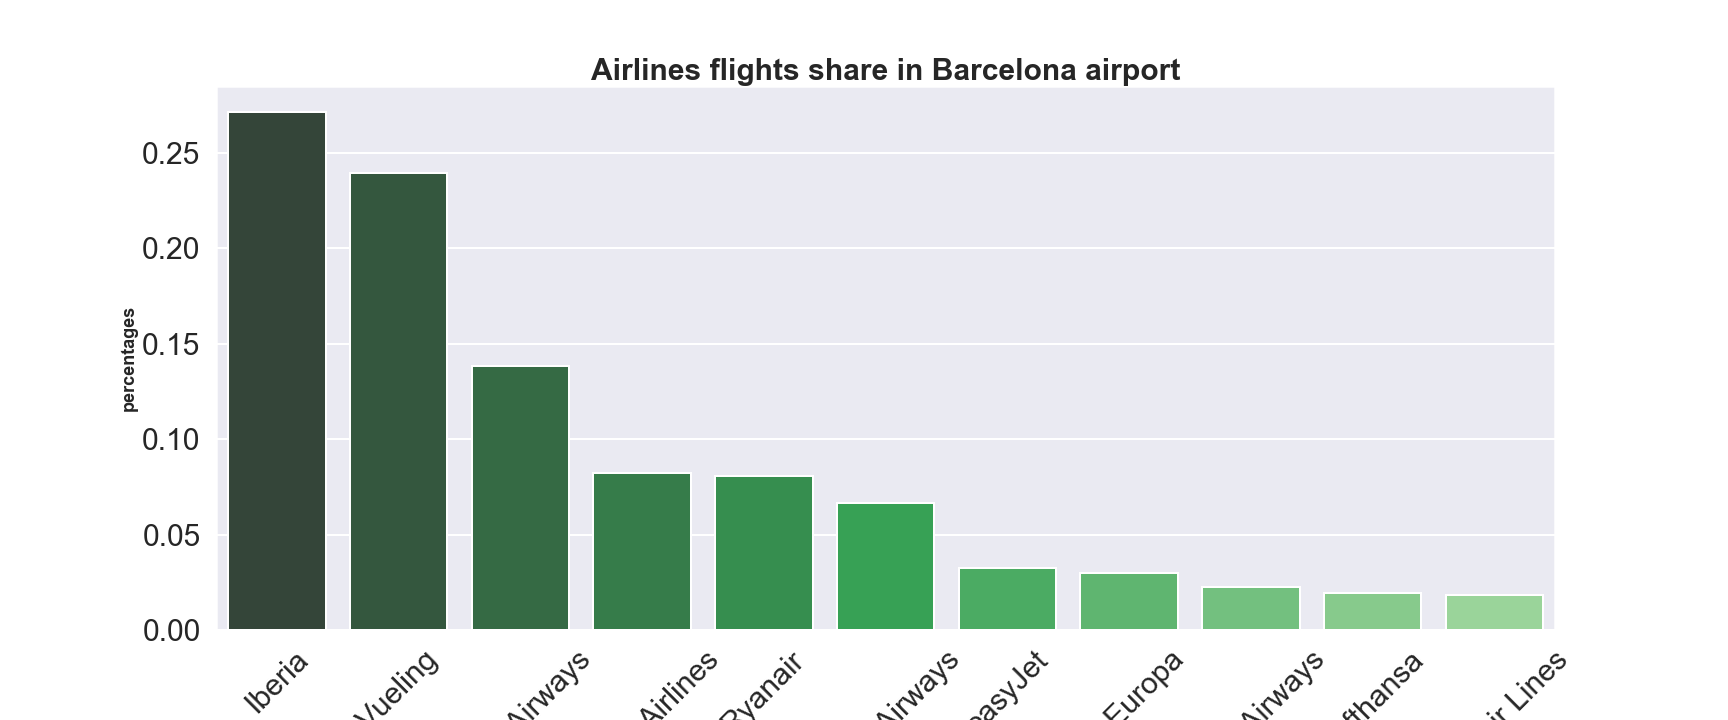 Airlines flights share in Barcelona airport
percentages
0.25
0.20
0.15
0.10
0.05
0.00
Iberia
Vueling
Airways
Airlines
Ryanair
Airways
easyJet
Europa
Airways
fthansa
ir Lines